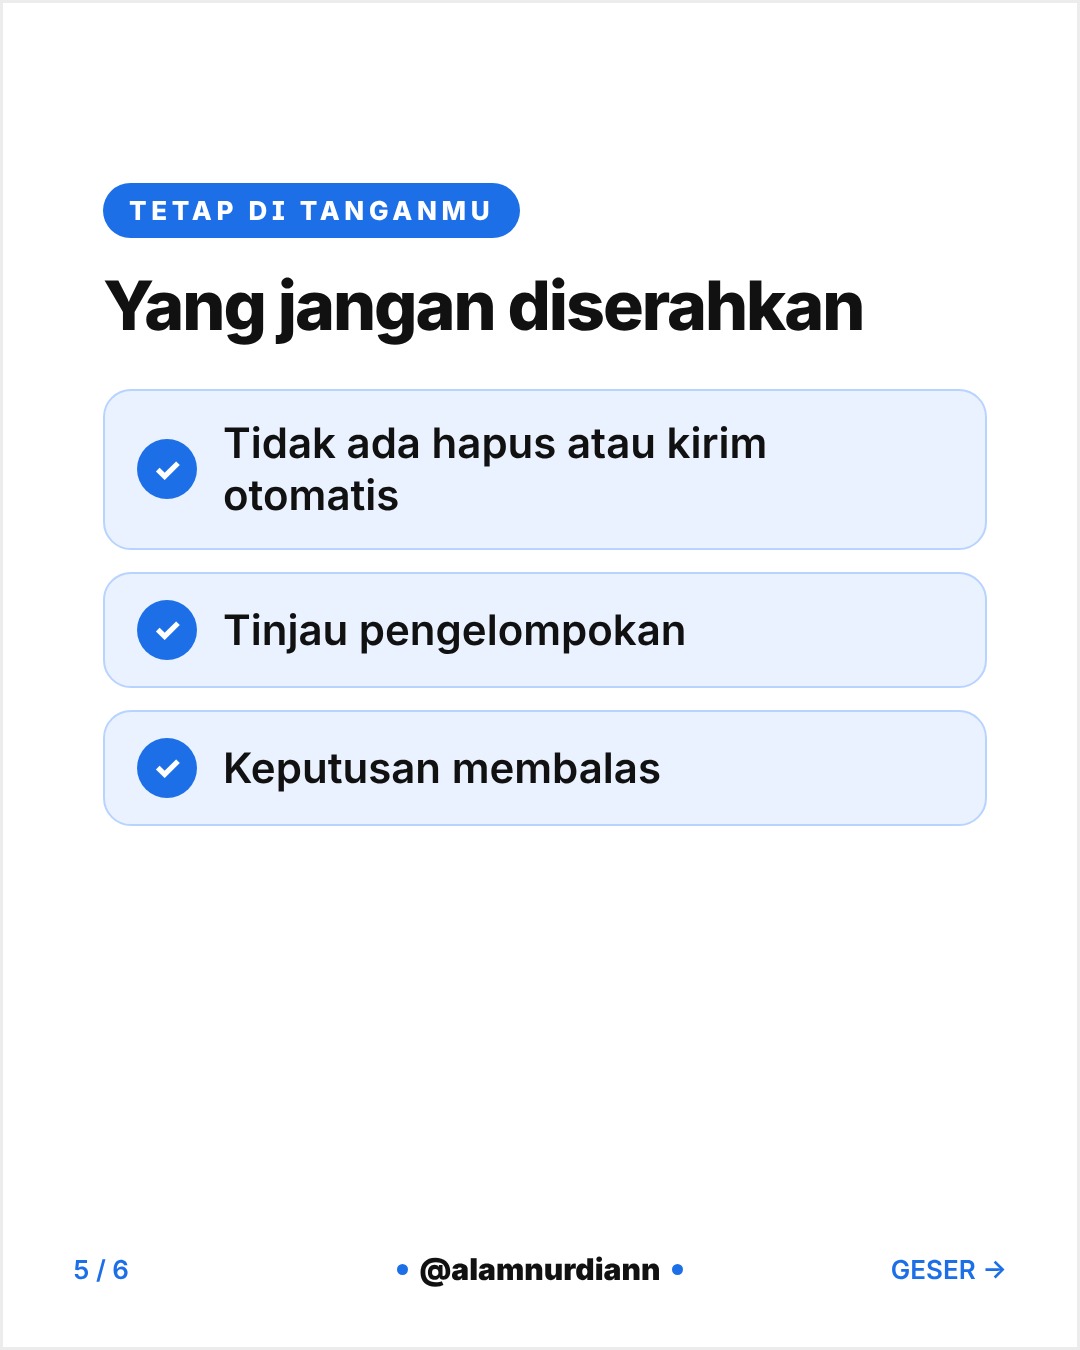 TETAP DI TANGANMU
Yang jangan diserahkan
Tidak ada hapus atau kirim
otomatis
Tinjau pengelompokan
Keputusan membalas
5 / 6
• @alamnurdiann •
GESER →